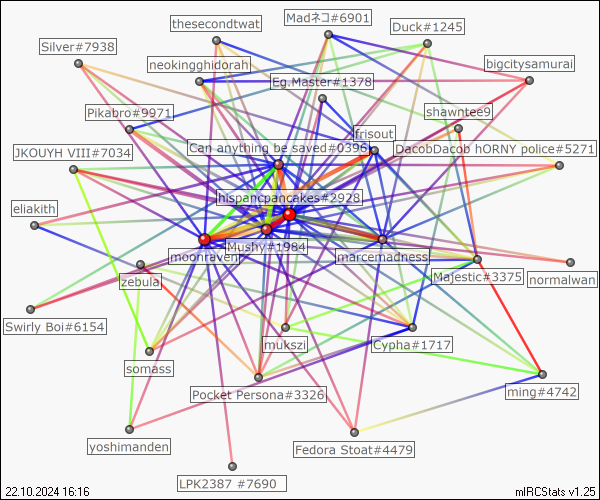 thesecondtwat
Madネコ#6901
Duck#1245
Silver#7938
neokingghidorah
Eg.Master#1378
bigcitysamurai
Pikabro#9971
shawntee9
lfrisout
Can anything be saved#0396
DacobDacob hORNY police#5271
JKOUYH VIII#7034
hispancpancakes#2928
eliakith
Mushy#1984
moonraven
marcemadness
zebula
Majestic#3375
normalwan
Swirly Boi#6154
mukszi
Cypha#1717
somass
Pocket Persona#3326
ming#4742
yoshimanden
Fedora Stoat#4479
LPK2387 #7690
22.10.2024 16:16
mIRCStats v1.25